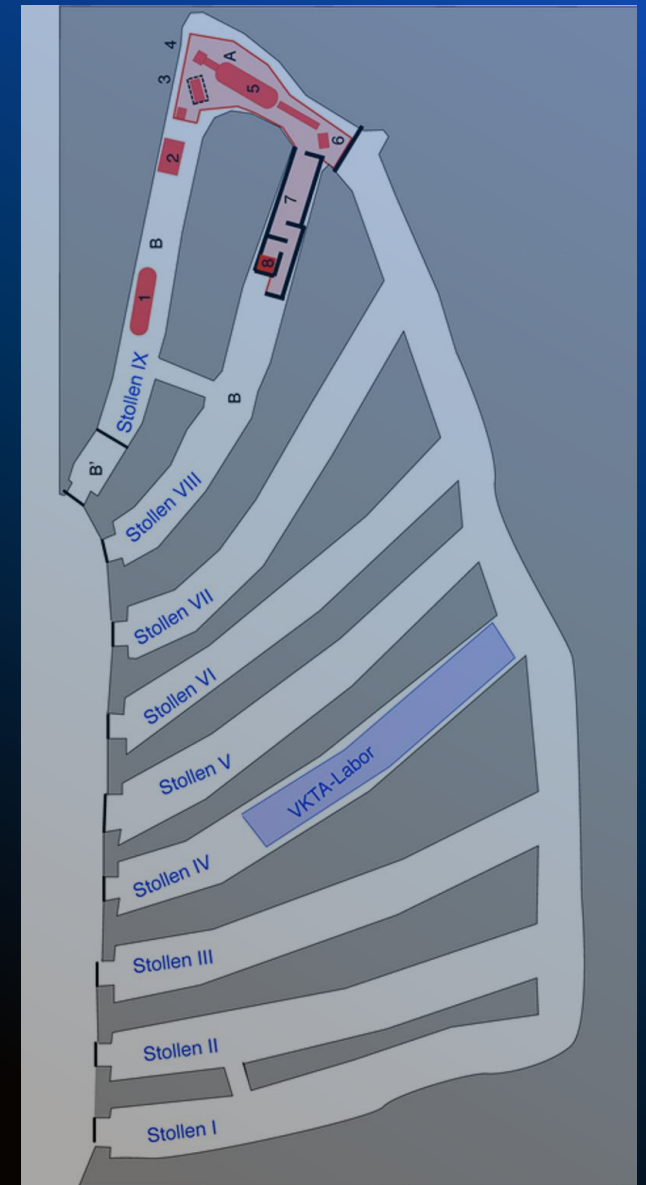 4
A
3
5
6
2
7
B
8
1
Stollen IX
B
B'
Stollen VIII
Stollen VII
Stollen VI
Stollen V
VKTA-Labor
Stollen IV
Stollen III
Stollen II
Stollen I